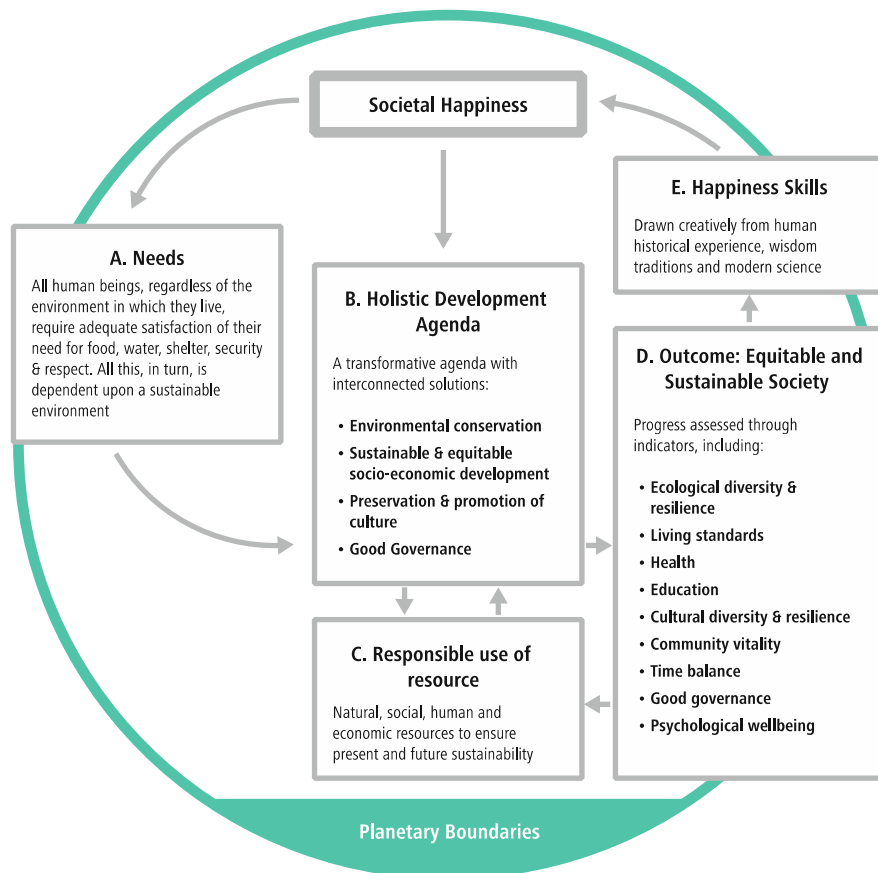 Societal Happiness
A. Needs
All human beings, regardless of the
environment in which they live,
require adequate satisfaction of their
need for food, water, shelter, security
& respect. All this, in turn, is
dependent upon a sustainable
environment
B. Holistic Development
Agenda
A transformative agenda with
interconnected solutions:
• Environmental conservation
• Sustainable & equitable
socio-economic development
• Preservation & promotion of
culture
• Good Governance
C. Responsible use of
resource
Natural, social, human and
economic resources to ensure
present and future sustainability
D. Outcome: Equitable and
Sustainable Society
Progress assessed through
indicators, including:
• Ecological diversity &
resilience
• Living standards
• Health
• Education
• Cultural diversity & resilience
• Community vitality
• Time balance
• Good governance
• Psychological wellbeing
E. Happiness Skills
Drawn creatively from human
historical experience, wisdom
traditions and modern science
Planetary Boundaries